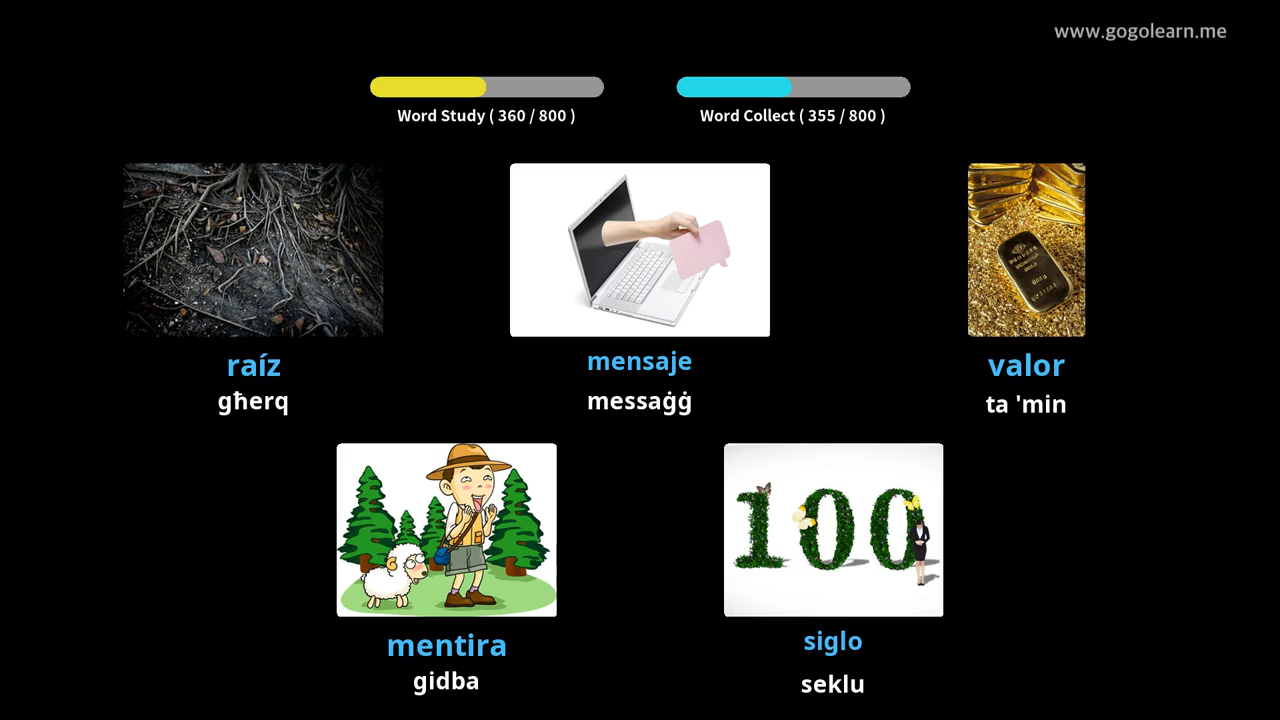 www.gogolearn.me
Word Study ( 360 / 800 )
Word Collect ( 355 / 800 )
raíz
għerq
mensaje
messaġġ
valor
ta 'min
mentira
gidba
siglo
seklu